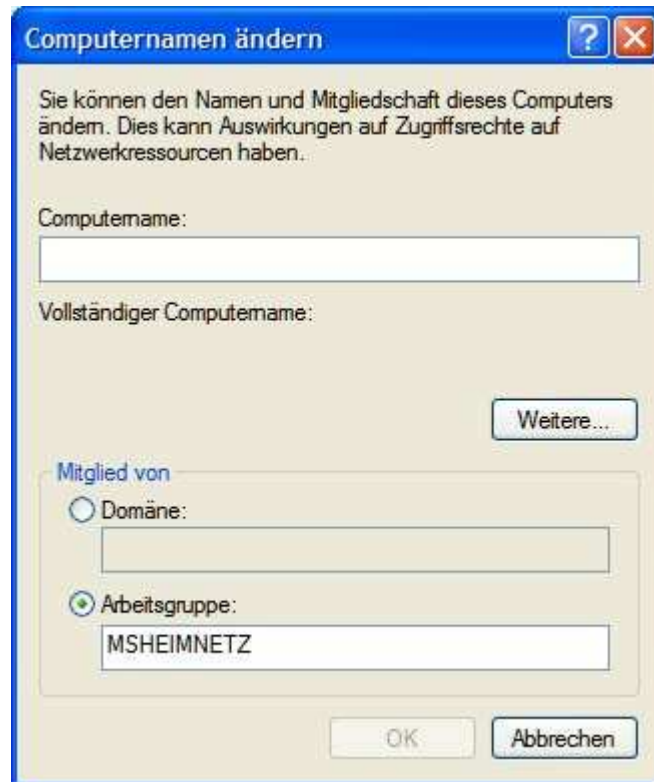 Computernamen ändern
Sie können den Namen und Mitgliedschaft dieses Computers
ändern. Dies kann Auswirkungen auf Zugriffsrechte auf
Netzwerkressourcen haben.
Computername:
Vollständiger Computername:
Weitere...
Mitglied von
Domäne:
Arbeitsgruppe:
MSHEIMNETZ
OK
Abbrechen